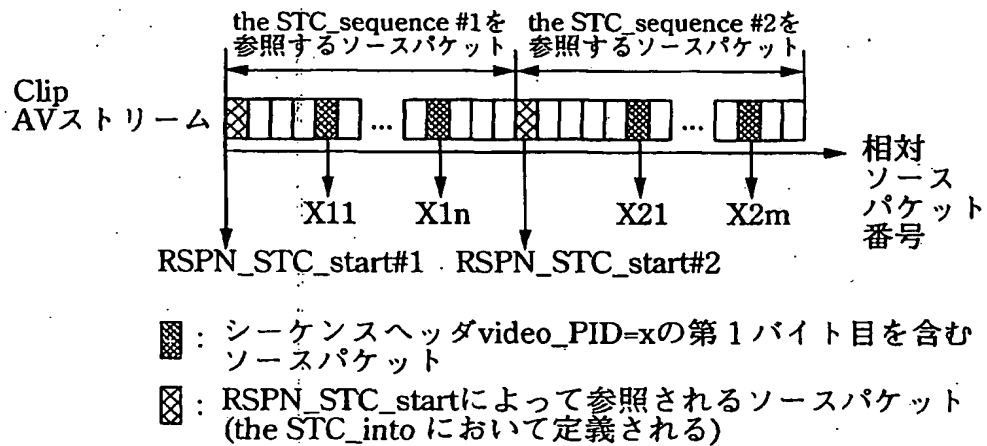 the STC_sequence #1を
参照するソースパケット
the STC_sequence #2を
参照するソースパケット
Clip
AVストリーム
...
...
相対
ソース
パケット
番号
X11
X1n
X21
X2m
RSPN_STC_start#1
RSPN_STC_start#2
: シーケンスヘッダvideo_PID=xの第1バイト目を含む
ソースパケット
: RSPN_STC_startによって参照されるソースパケット
(the STC_into において定義される)